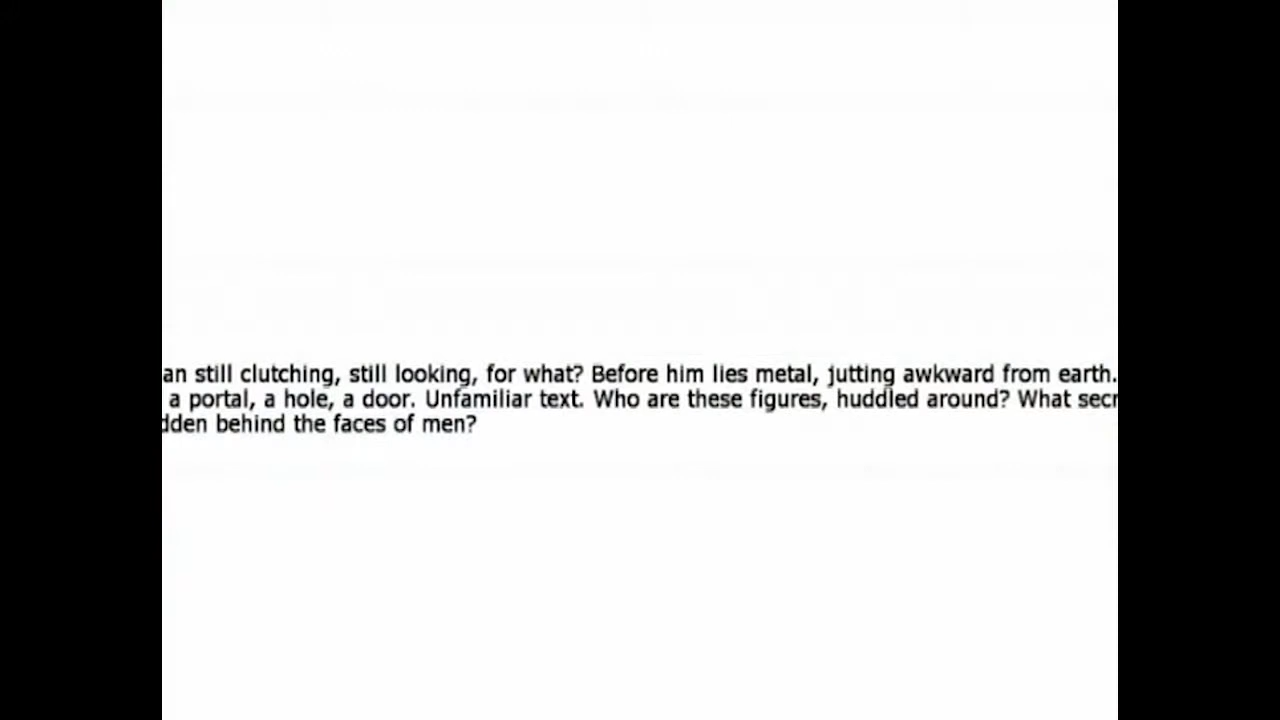 an still clutching, still looking, for what? Before him lies metal, jutting awkward from earth.
a portal, a hole, a door. Unfamiliar text. Who are these figures, huddled around? What secr
dden behind the faces of men?